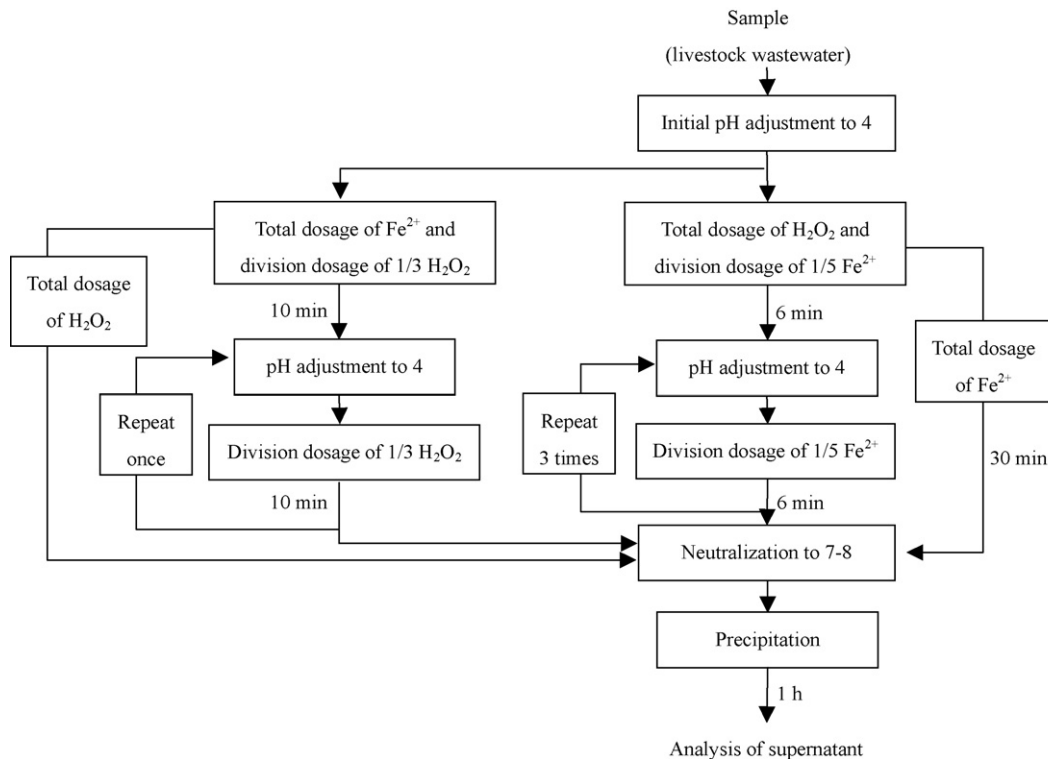 Sample
(livestock wastewater)
Initial pH adjustment to 4
Total dosage of Fe²⁺ and
division dosage of 1/3 H₂O₂
Total dosage of H₂O₂ and
division dosage of 1/5 Fe²⁺
Total dosage
of H₂O₂
10 min
6 min
Total dosage
of Fe²⁺
pH adjustment to 4
pH adjustment to 4
Repeat
once
Division dosage of 1/3 H₂O₂
Repeat
3 times
Division dosage of 1/5 Fe²⁺
30 min
10 min
6 min
Neutralization to 7-8
Precipitation
1 h
Analysis of supernatant